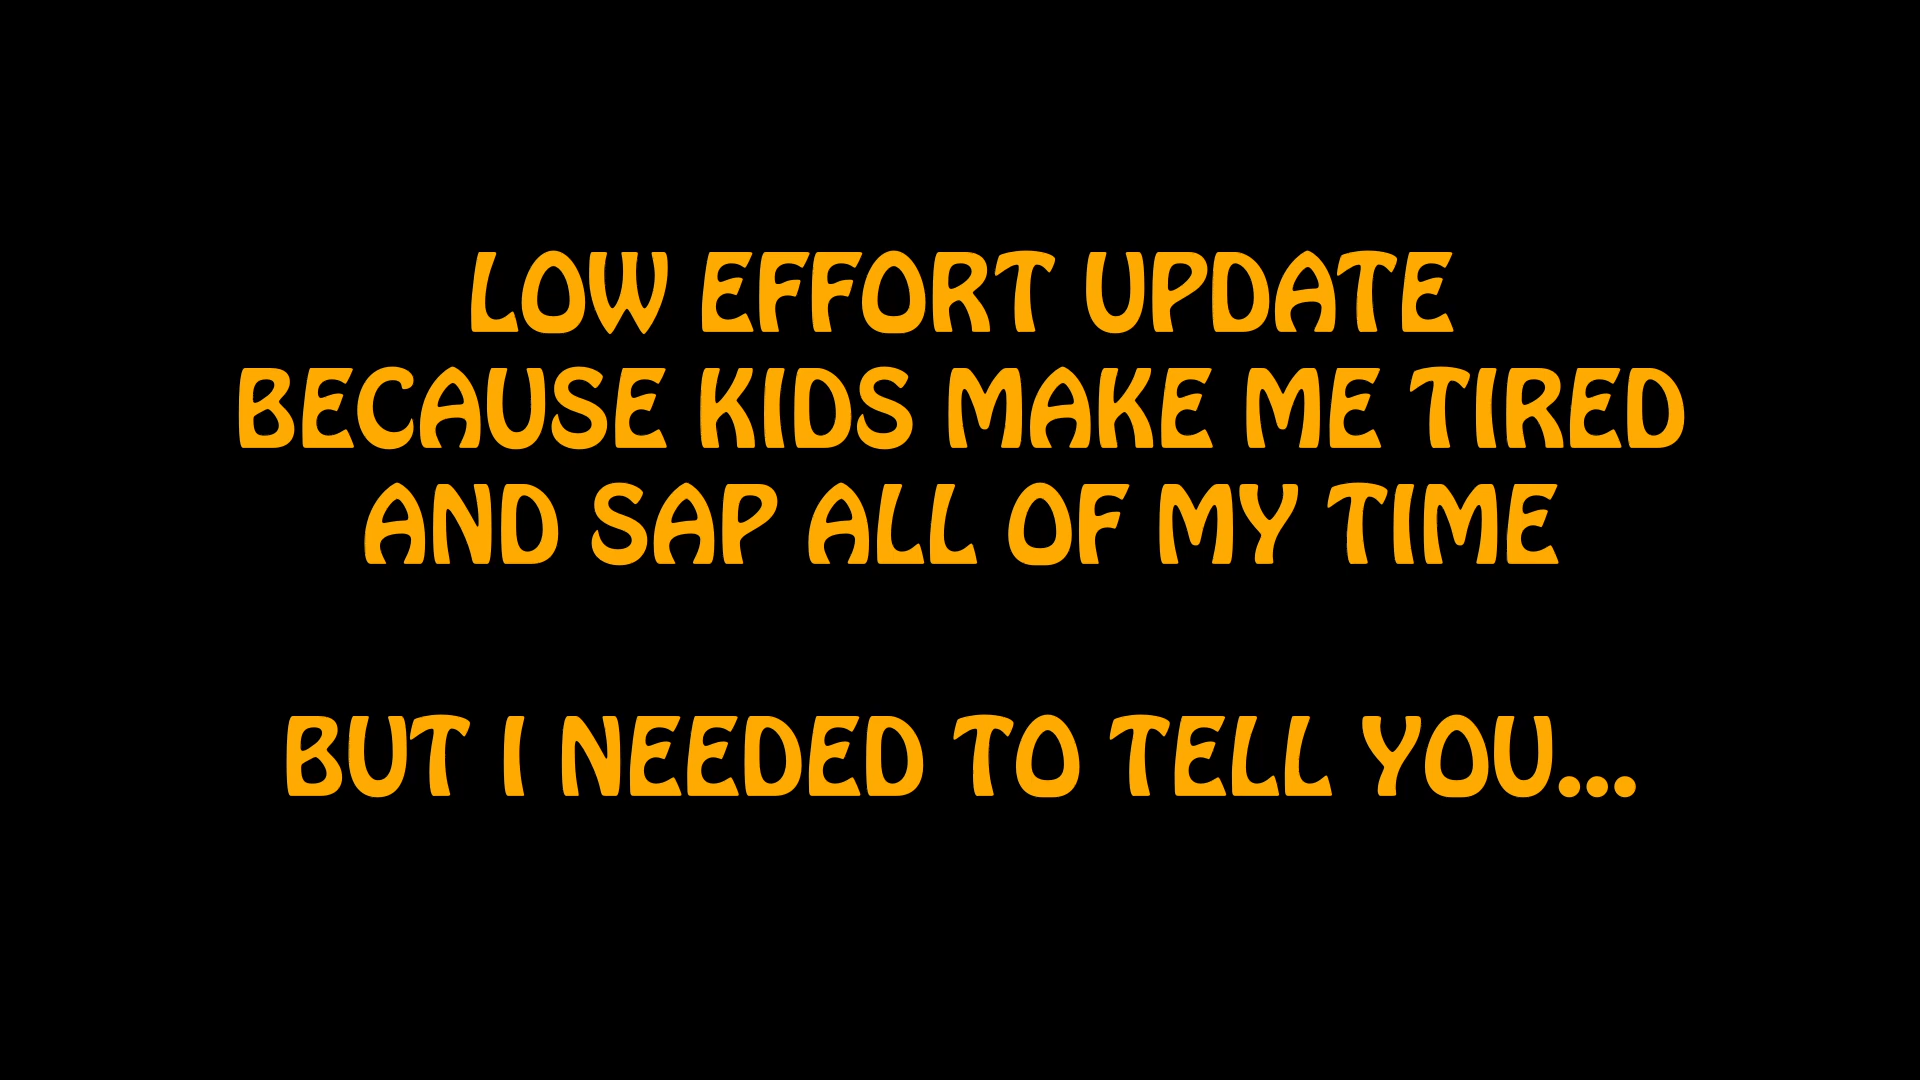 LOW EFFORT UPDATE
BECAUSE KIDS MAKE ME TIRED
AND SAP ALL OF MY TIME
BUT I NEEDED TO TELL YOU...